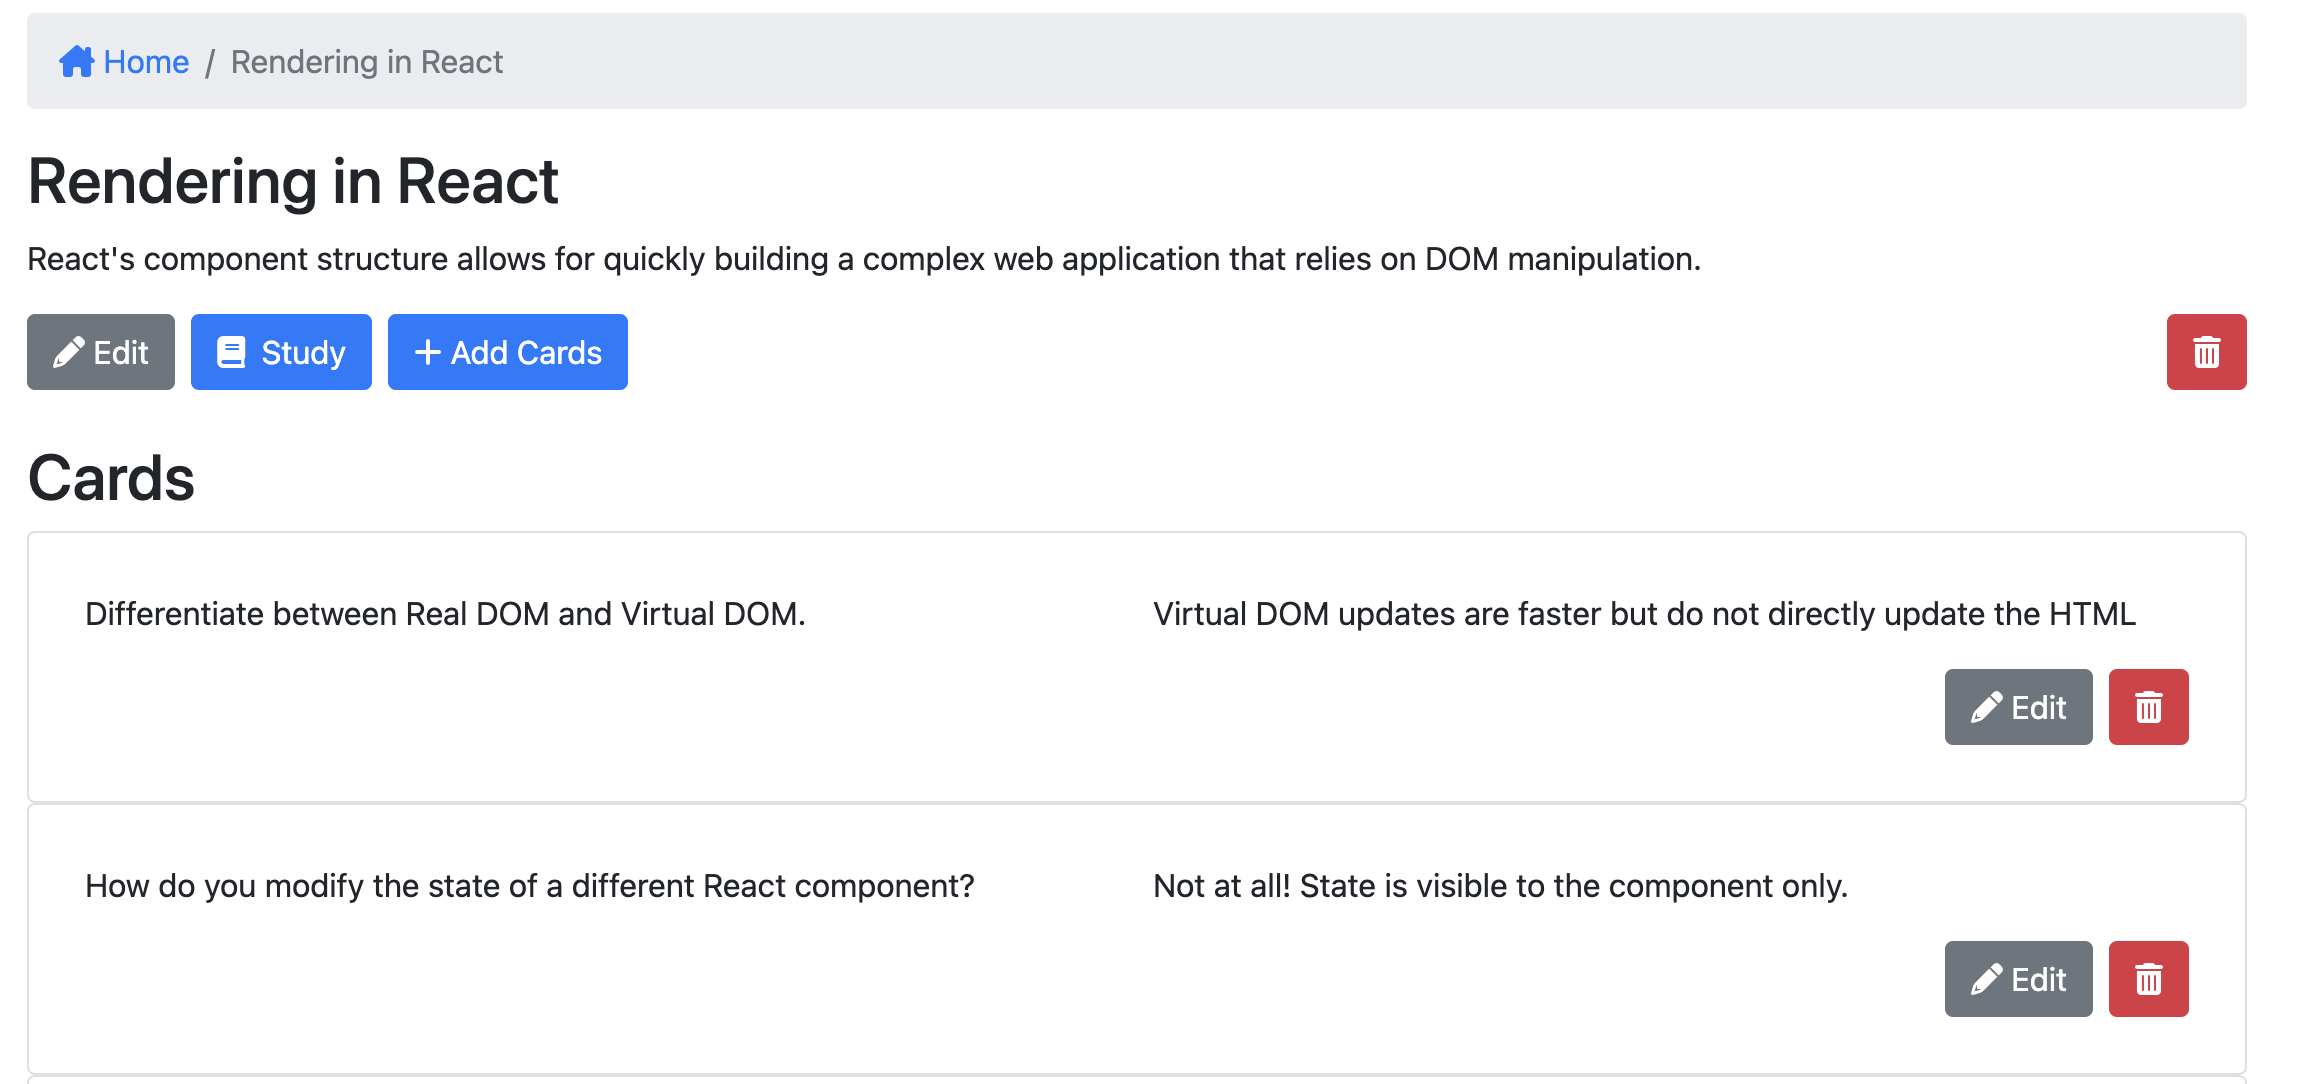 Home / Rendering in React
Rendering in React
React's component structure allows for quickly building a complex web application that relies on DOM manipulation.
Edit Study + Add Cards
Cards
Differentiate between Real DOM and Virtual DOM. Virtual DOM updates are faster but do not directly update the HTML
Edit
How do you modify the state of a different React component? Not at all! State is visible to the component only.
Edit